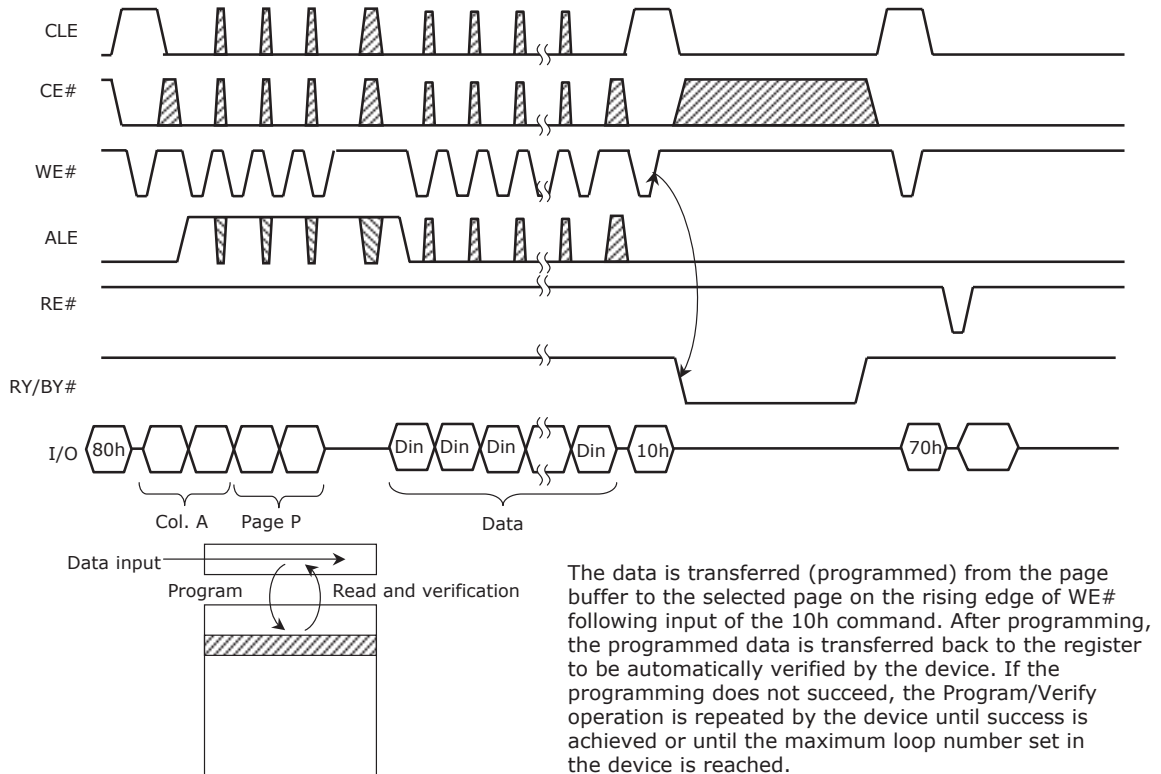 CLE
CE#
WE#
ALE
RE#
RY/BY#
I/O 80h Din Din Din Din 10h 70h
Col. A Page P Data
Data input
Program Read and verification
The data is transferred (programmed) from the page
buffer to the selected page on the rising edge of WE#
following input of the 10h command. After programming,
the programmed data is transferred back to the register
to be automatically verified by the device. If the
programming does not succeed, the Program/Verify
operation is repeated by the device until success is
achieved or until the maximum loop number set in
the device is reached.